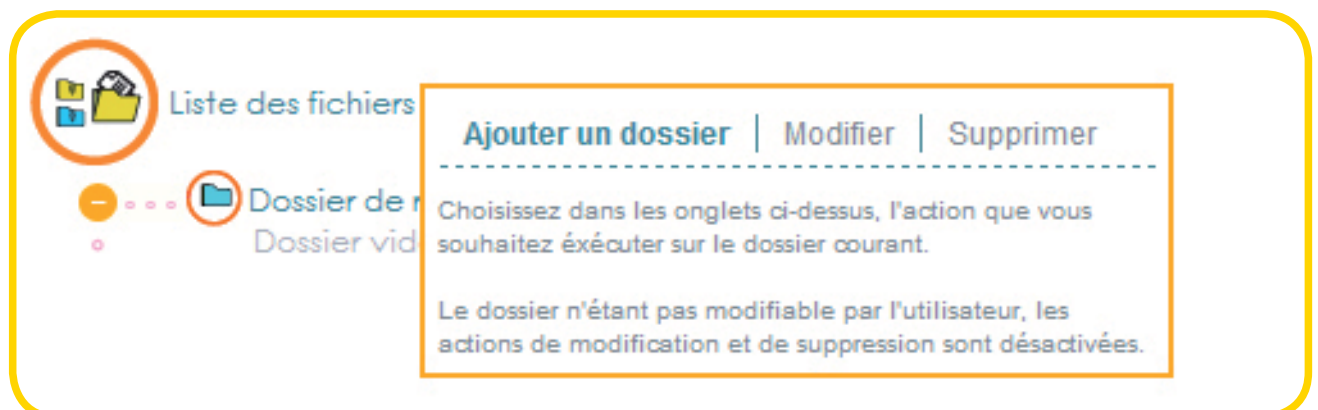 Liste des fichiers
Ajouter un dossier | Modifier | Supprimer
Dossier de
Dossier
Choisissez dans les onglets ci-dessus, l'action que vous
souhaitez éxécuter sur le dossier courant.
Le dossier n'étant pas modifiable par l'utilisateur, les
actions de modification et de suppression sont désactivées.